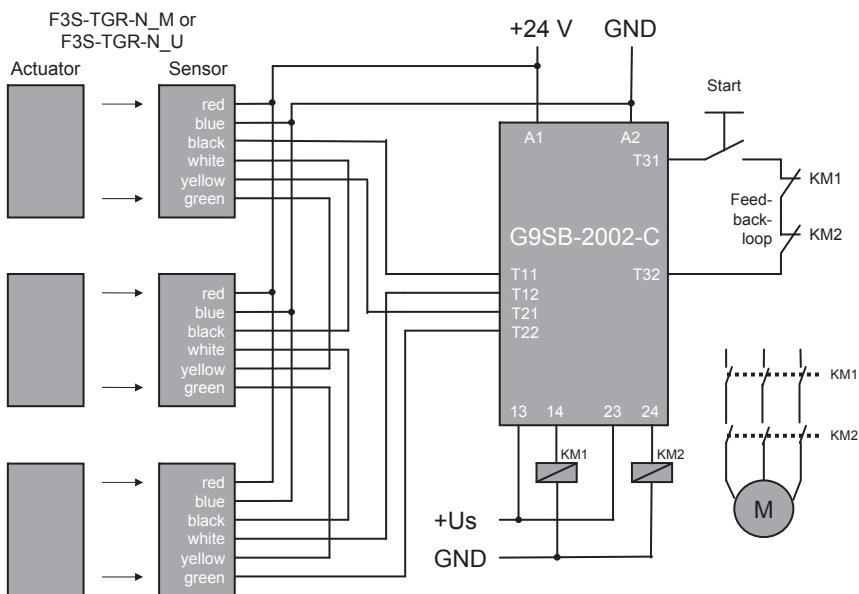 F3S-TGR-N_M or
F3S-TGR-N_U
Actuator
Sensor
red
blue
black
white
yellow
green
red
blue
black
white
yellow
green
red
blue
black
white
yellow
green
+24 V
GND
A1
A2
T31
G9SB-2002-C
T11
T12
T21
T22
T32
13
14
23
24
Start
KM1
Feed-
back-
loop
KM2
KM1
KM2
+Us
GND
KM1
KM2
M